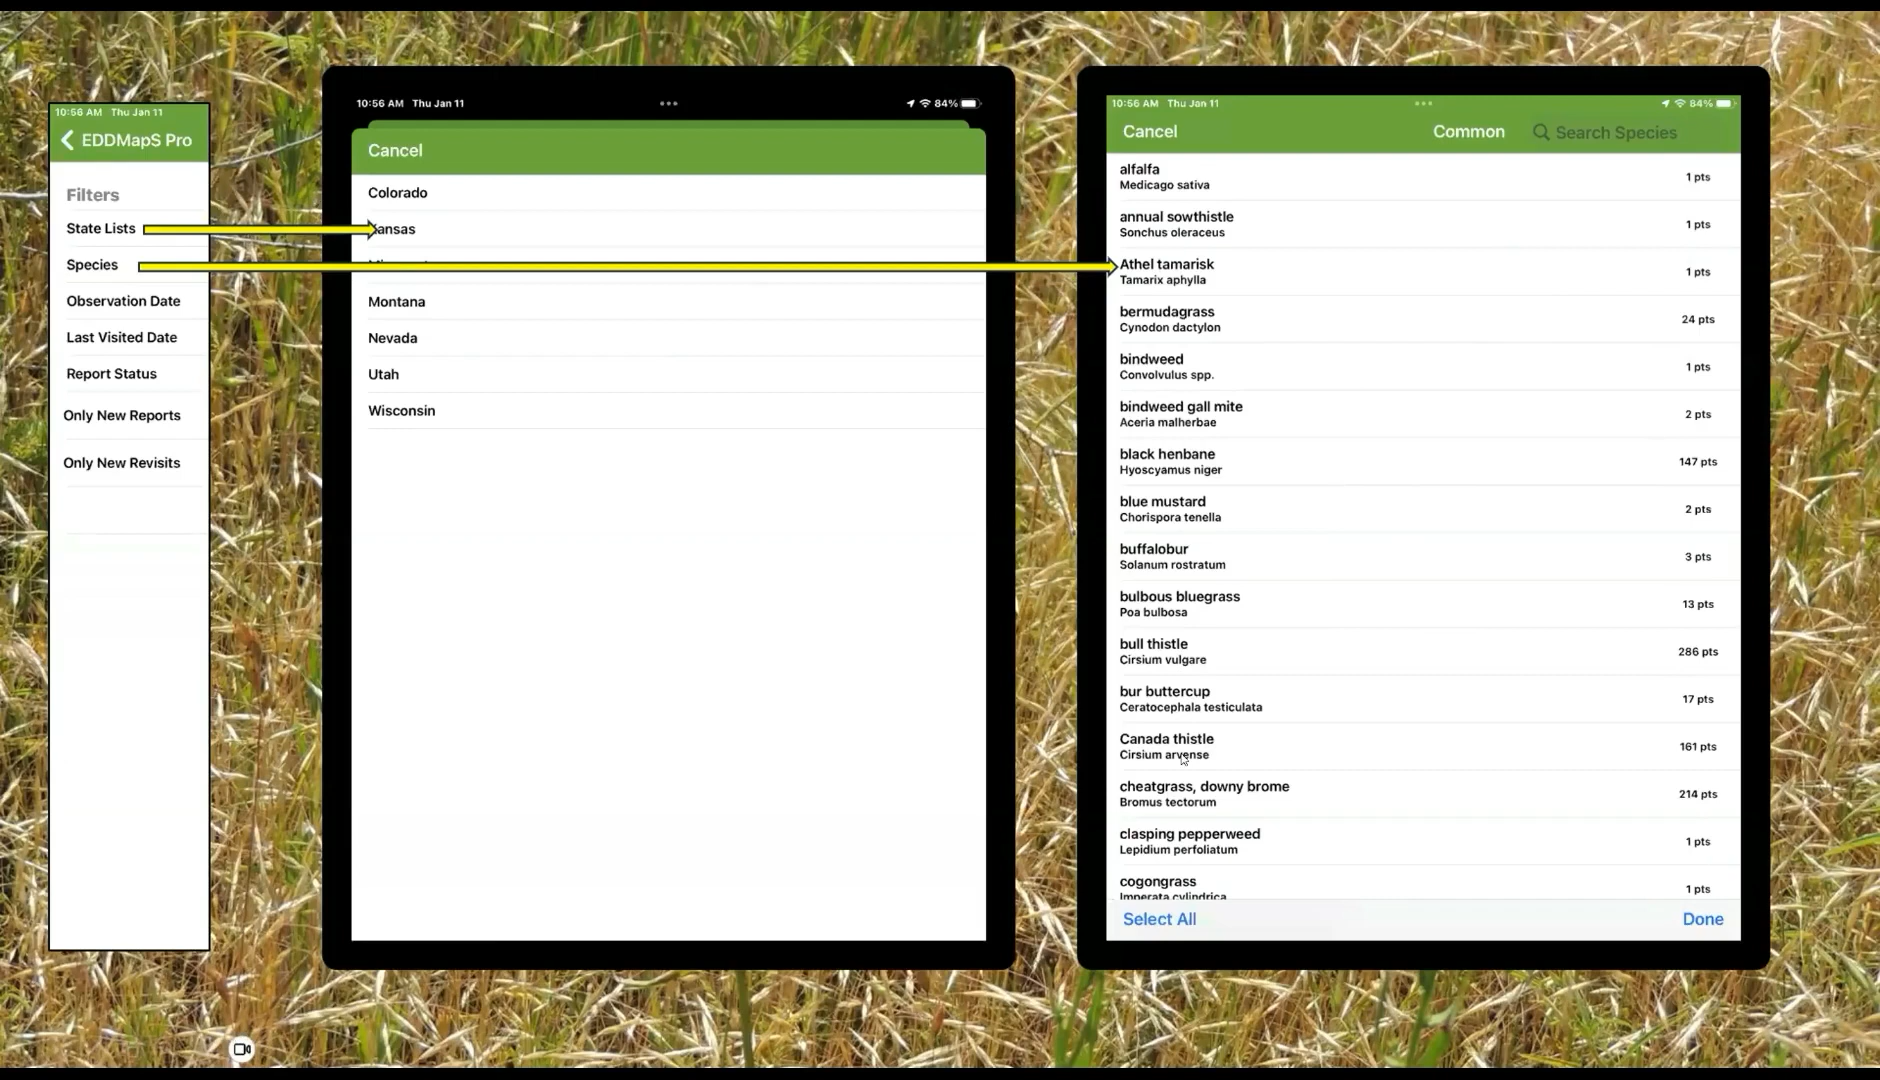 10:56 AM Thu Jan 11
EDDMapS Pro
Filters
State Lists
Species
Observation Date
Last Visited Date
Report Status
Only New Reports
Only New Revisits
10:56 AM Thu Jan 11
84%
Cancel
Colorado
Kansas
Montana
Nevada
Utah
Wisconsin
10:56 AM Thu Jan 11
84%
Cancel
Common
Search Species
alfalfa
Medicago sativa
1 pts
annual sowthistle
Sonchus oleraceus
1 pts
Athel tamarisk
Tamarix aphylla
1 pts
bermudagrass
Cynodon dactylon
24 pts
bindweed
Convolvulus spp.
1 pts
bindweed gall mite
Aceria malherbae
2 pts
black henbane
Hyoscyamus niger
147 pts
blue mustard
Chorispora tenella
2 pts
buffalobur
Solanum rostratum
3 pts
bulbous bluegrass
Poa bulbosa
13 pts
bull thistle
Cirsium vulgare
286 pts
bur buttercup
Ceratocephala testiculata
17 pts
Canada thistle
Cirsium arvense
161 pts
cheatgrass, downy brome
Bromus tectorum
214 pts
clasping pepperweed
Lepidium perfoliatum
1 pts
cogongrass
Imperata cylindrica
1 pts
Select All
Done